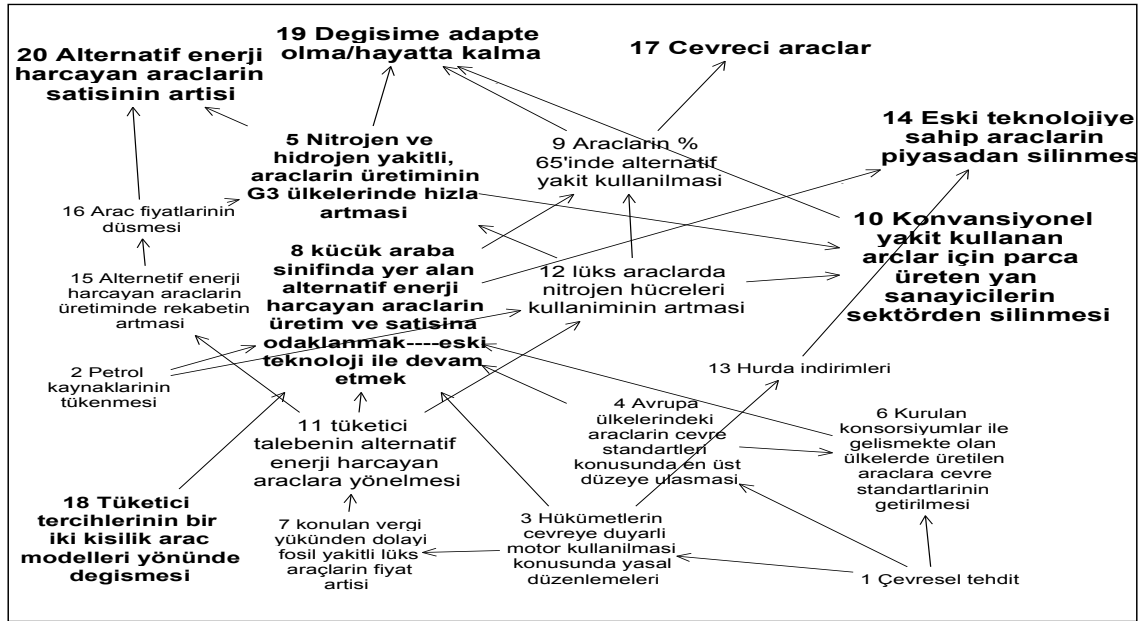 20 Alternatif enerji
harcayan araclarin
satisinin artisi
19 Degisime adapte
olma/hayatta kalma
17 Cevreci araclar
14 Eski teknolojiye
sahip araclarin
piyasadan silinmes
5 Nitrojen ve
hidrojen yakitli,
araclarin üretiminin
G3 ülkelerinde hizla
artmasi
9 Araclarin %
65'inde alternatif
yakit kullanilmasi
16 Arac fiyatlarinin
düsmesi
10 Konvansiyonel
yakit kullanan
arclar için parca
üreten yan
sanayicilerin
sektörden silinmesi
8 kücük araba
sinifinda yer alan
alternatif enerji
harcayan araclarin
üretim ve satisina
odaklanmak----eski
teknoloji ile devam
etmek
12 lüks araclarda
nitrojen hücreleri
kullaniminin artmasi
15 Alternetif enerji
harcayan araclarin
üretiminde rekabetin
artmasi
2 Petrol
kaynaklarinin
tükenmesi
13 Hurda indirimleri
11 tüketici
talebenin alternatif
enerji harcayan
araclara yönelmesi
4 Avrupa
ülkelerindeki
araclarin cevre
standartleri
konusunda en üst
düzeye ulasmasi
6 Kurulan
konsorsiyumlar ile
gelismekte olan
ülkelerde üretilen
araclara cevre
standartlarinin
getirilmesi
18 Tüketici
tercihlerinin bir
iki kisilik arac
modelleri yönünde
degismesi
7 konulan vergi
yükünden dolayi
fosil yakitli lüks
araçlarin fiyat
artisi
3 Hükümetlerin
cevreye duyarli
motor kullanilmasi
konusunda yasal
düzenlemeleri
1 Çevresel tehdit